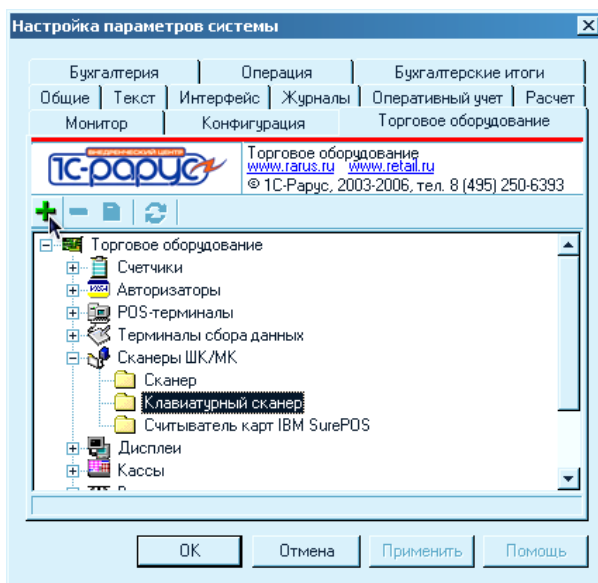 Настройка параметров системы
Бухгалтерия Операция Бухгалтерские итоги
Общие Текст Интерфейс Журналы Оперативный учет Расчет
Монитор Конфигурация Торговое оборудование
ВНЕДРЕНЧЕСКИЙ ЦЕНТР
1С-рарус
Торговое оборудование
www.rarus.ru www.retail.ru
© 1С-Рарус, 2003-2006, тел. 8 (495) 250-6393
Торговое оборудование
Счетчики
Авторизаторы
POS-терминалы
Терминалы сбора данных
Сканеры ШК/МК
Сканер
Клавиатурный сканер
Считыватель карт IBM SurePOS
Дисплеи
Кассы
OK Отмена Применить Помощь